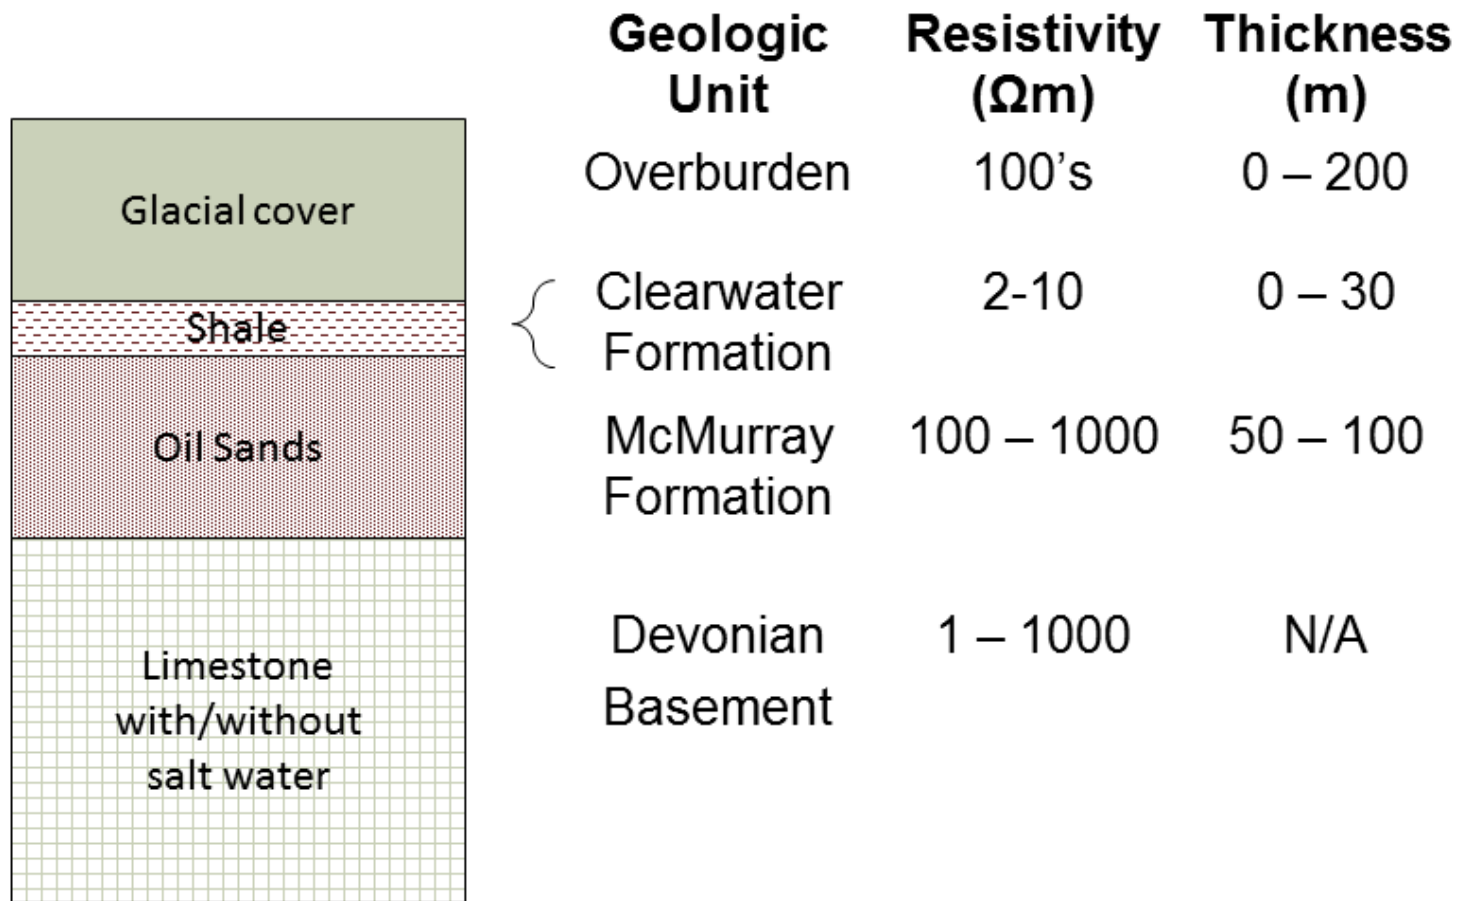 Geologic Unit Resistivity (Ωm) Thickness (m)
Glacial cover
Overburden 100’s 0 – 200
Shale
Clearwater Formation 2-10 0 – 30
Oil Sands
McMurray Formation 100 – 1000 50 – 100
Limestone
with/without
salt water
Devonian Basement 1 – 1000 N/A